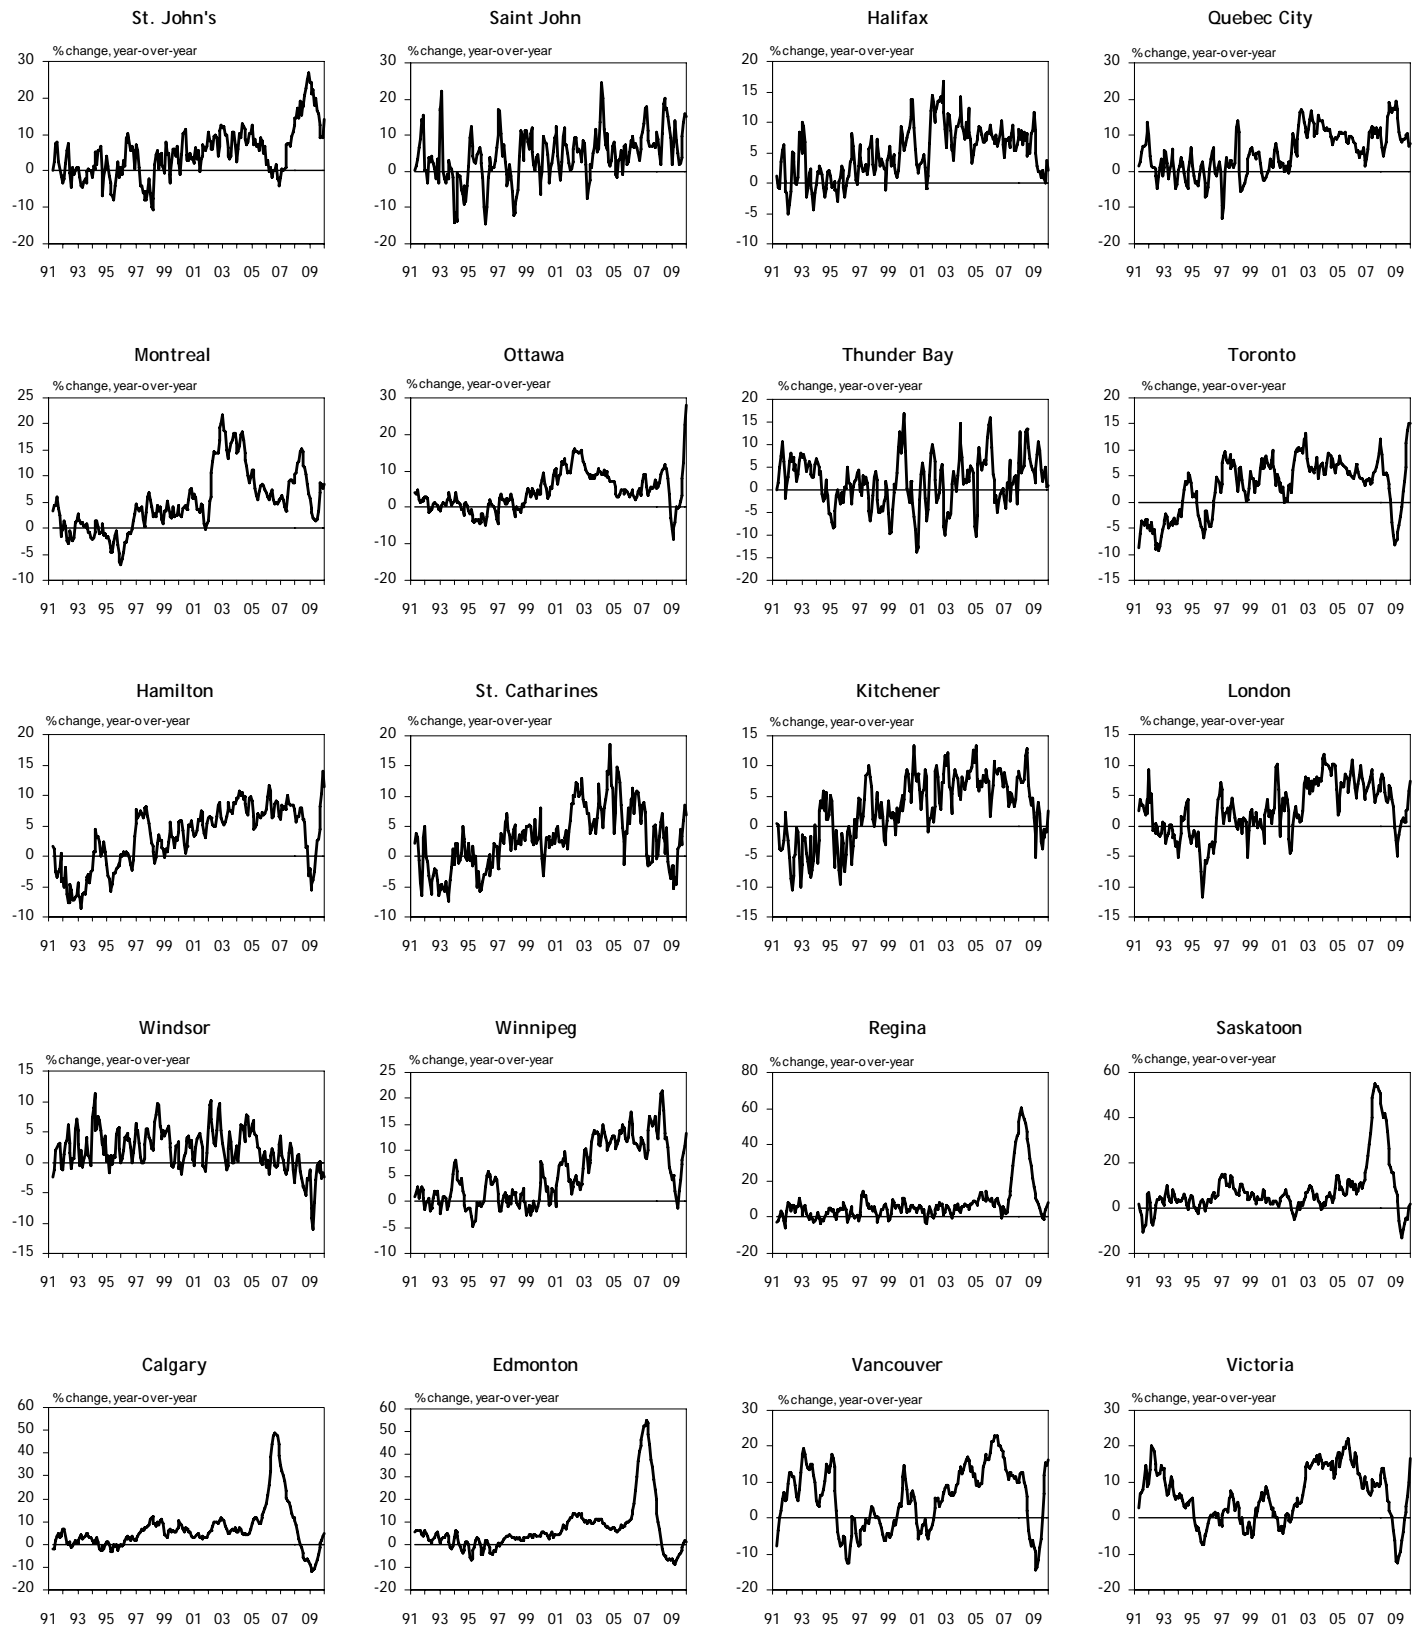 St. John's Saint John Halifax Quebec City
% change, year-over-year % change, year-over-year % change, year-over-year % change, year-over-year
30 30 20 30
20 20 15 20
10 10 10 10
0 0 5 0
-10 -10 0 -10
-20 -20 -5 -20
-10
91 93 95 97 99 01 03 05 07 09 91 93 95 97 99 01 03 05 07 09 91 93 95 97 99 01 03 05 07 09 91 93 95 97 99 01 03 05 07 09
Montreal Ottawa Thunder Bay Toronto
% change, year-over-year % change, year-over-year % change, year-over-year % change, year-over-year
25 30 20 20
20 20 15 15
15 10 10 10
10 0 5 5
5 -10 0 0
0 -20 -5 -5
-5 -10 -10
-10 -15 -15
-20
91 93 95 97 99 01 03 05 07 09 91 93 95 97 99 01 03 05 07 09 91 93 95 97 99 01 03 05 07 09 91 93 95 97 99 01 03 05 07 09
Hamilton St. Catharines Kitchener London
% change, year-over-year % change, year-over-year % change, year-over-year % change, year-over-year
20 20 15 15
15 15 10 10
10 10 5 5
5 5 0 0
0 0 -5 -5
-5 -5 -10 -10
-10 -10 -15 -15
91 93 95 97 99 01 03 05 07 09 91 93 95 97 99 01 03 05 07 09 91 93 95 97 99 01 03 05 07 09 91 93 95 97 99 01 03 05 07 09
Windsor Winnipeg Regina Saskatoon
% change, year-over-year % change, year-over-year % change, year-over-year % change, year-over-year
15 25 80 60
10 20 60 40
5 15 40 20
0 10 20 0
-5 5 0 -20
-10 0 -20
-15 -5
-10
91 93 95 97 99 01 03 05 07 09 91 93 95 97 99 01 03 05 07 09 91 93 95 97 99 01 03 05 07 09 91 93 95 97 99 01 03 05 07 09
Calgary Edmonton Vancouver Victoria
% change, year-over-year % change, year-over-year % change, year-over-year % change, year-over-year
60 60 30 30
50 50 20 20
40 40 10 10
30 30 0 0
20 20 -10 -10
10 10 -20 -20
0 0
-10 -10
-20 -20
91 93 95 97 99 01 03 05 07 09 91 93 95 97 99 01 03 05 07 09 91 93 95 97 99 01 03 05 07 09 91 93 95 97 99 01 03 05 07 09